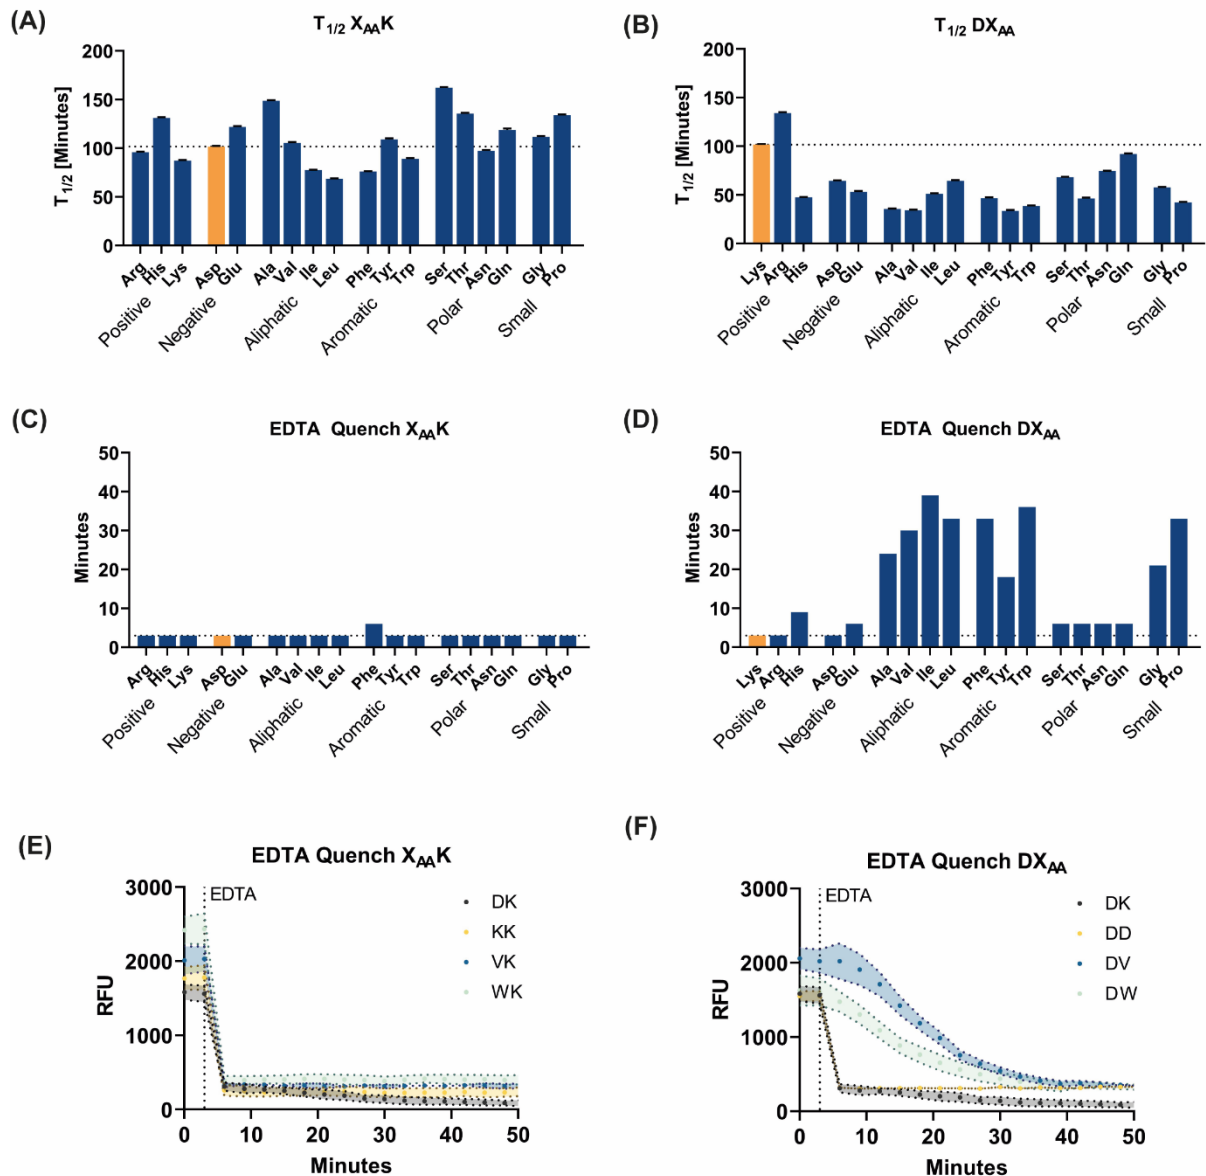 (A)
T1/2 XAAK
T1/2 [Minutes]
200
150
100
50
0
Arg His Lys Asp Glu Ala Val Ile Leu Phe Tyr Trp Ser Thr Asn Gln Gly Pro
Positive Negative Aliphatic Aromatic Polar Small
(B)
T1/2 DXAA
T1/2 [Minutes]
200
150
100
50
0
Lys Arg His Asp Glu Ala Val Ile Leu Phe Tyr Trp Ser Thr Asn Gln Gly Pro
Positive Negative Aliphatic Aromatic Polar Small
(C)
EDTA Quench XAAK
Minutes
50
40
30
20
10
0
Arg His Lys Asp Glu Ala Val Ile Leu Phe Tyr Trp Ser Thr Asn Gln Gly Pro
Positive Negative Aliphatic Aromatic Polar Small
(D)
EDTA Quench DXAA
Minutes
50
40
30
20
10
0
Lys Arg His Asp Glu Ala Val Ile Leu Phe Tyr Trp Ser Thr Asn Gln Gly Pro
Positive Negative Aliphatic Aromatic Polar Small
(E)
EDTA Quench XAAK
RFU
3000
2000
1000
0
EDTA
DK
KK
VK
WK
0 10 20 30 40 50
Minutes
(F)
EDTA Quench DXAA
RFU
3000
2000
1000
0
EDTA
DK
DD
DV
DW
0 10 20 30 40 50
Minutes